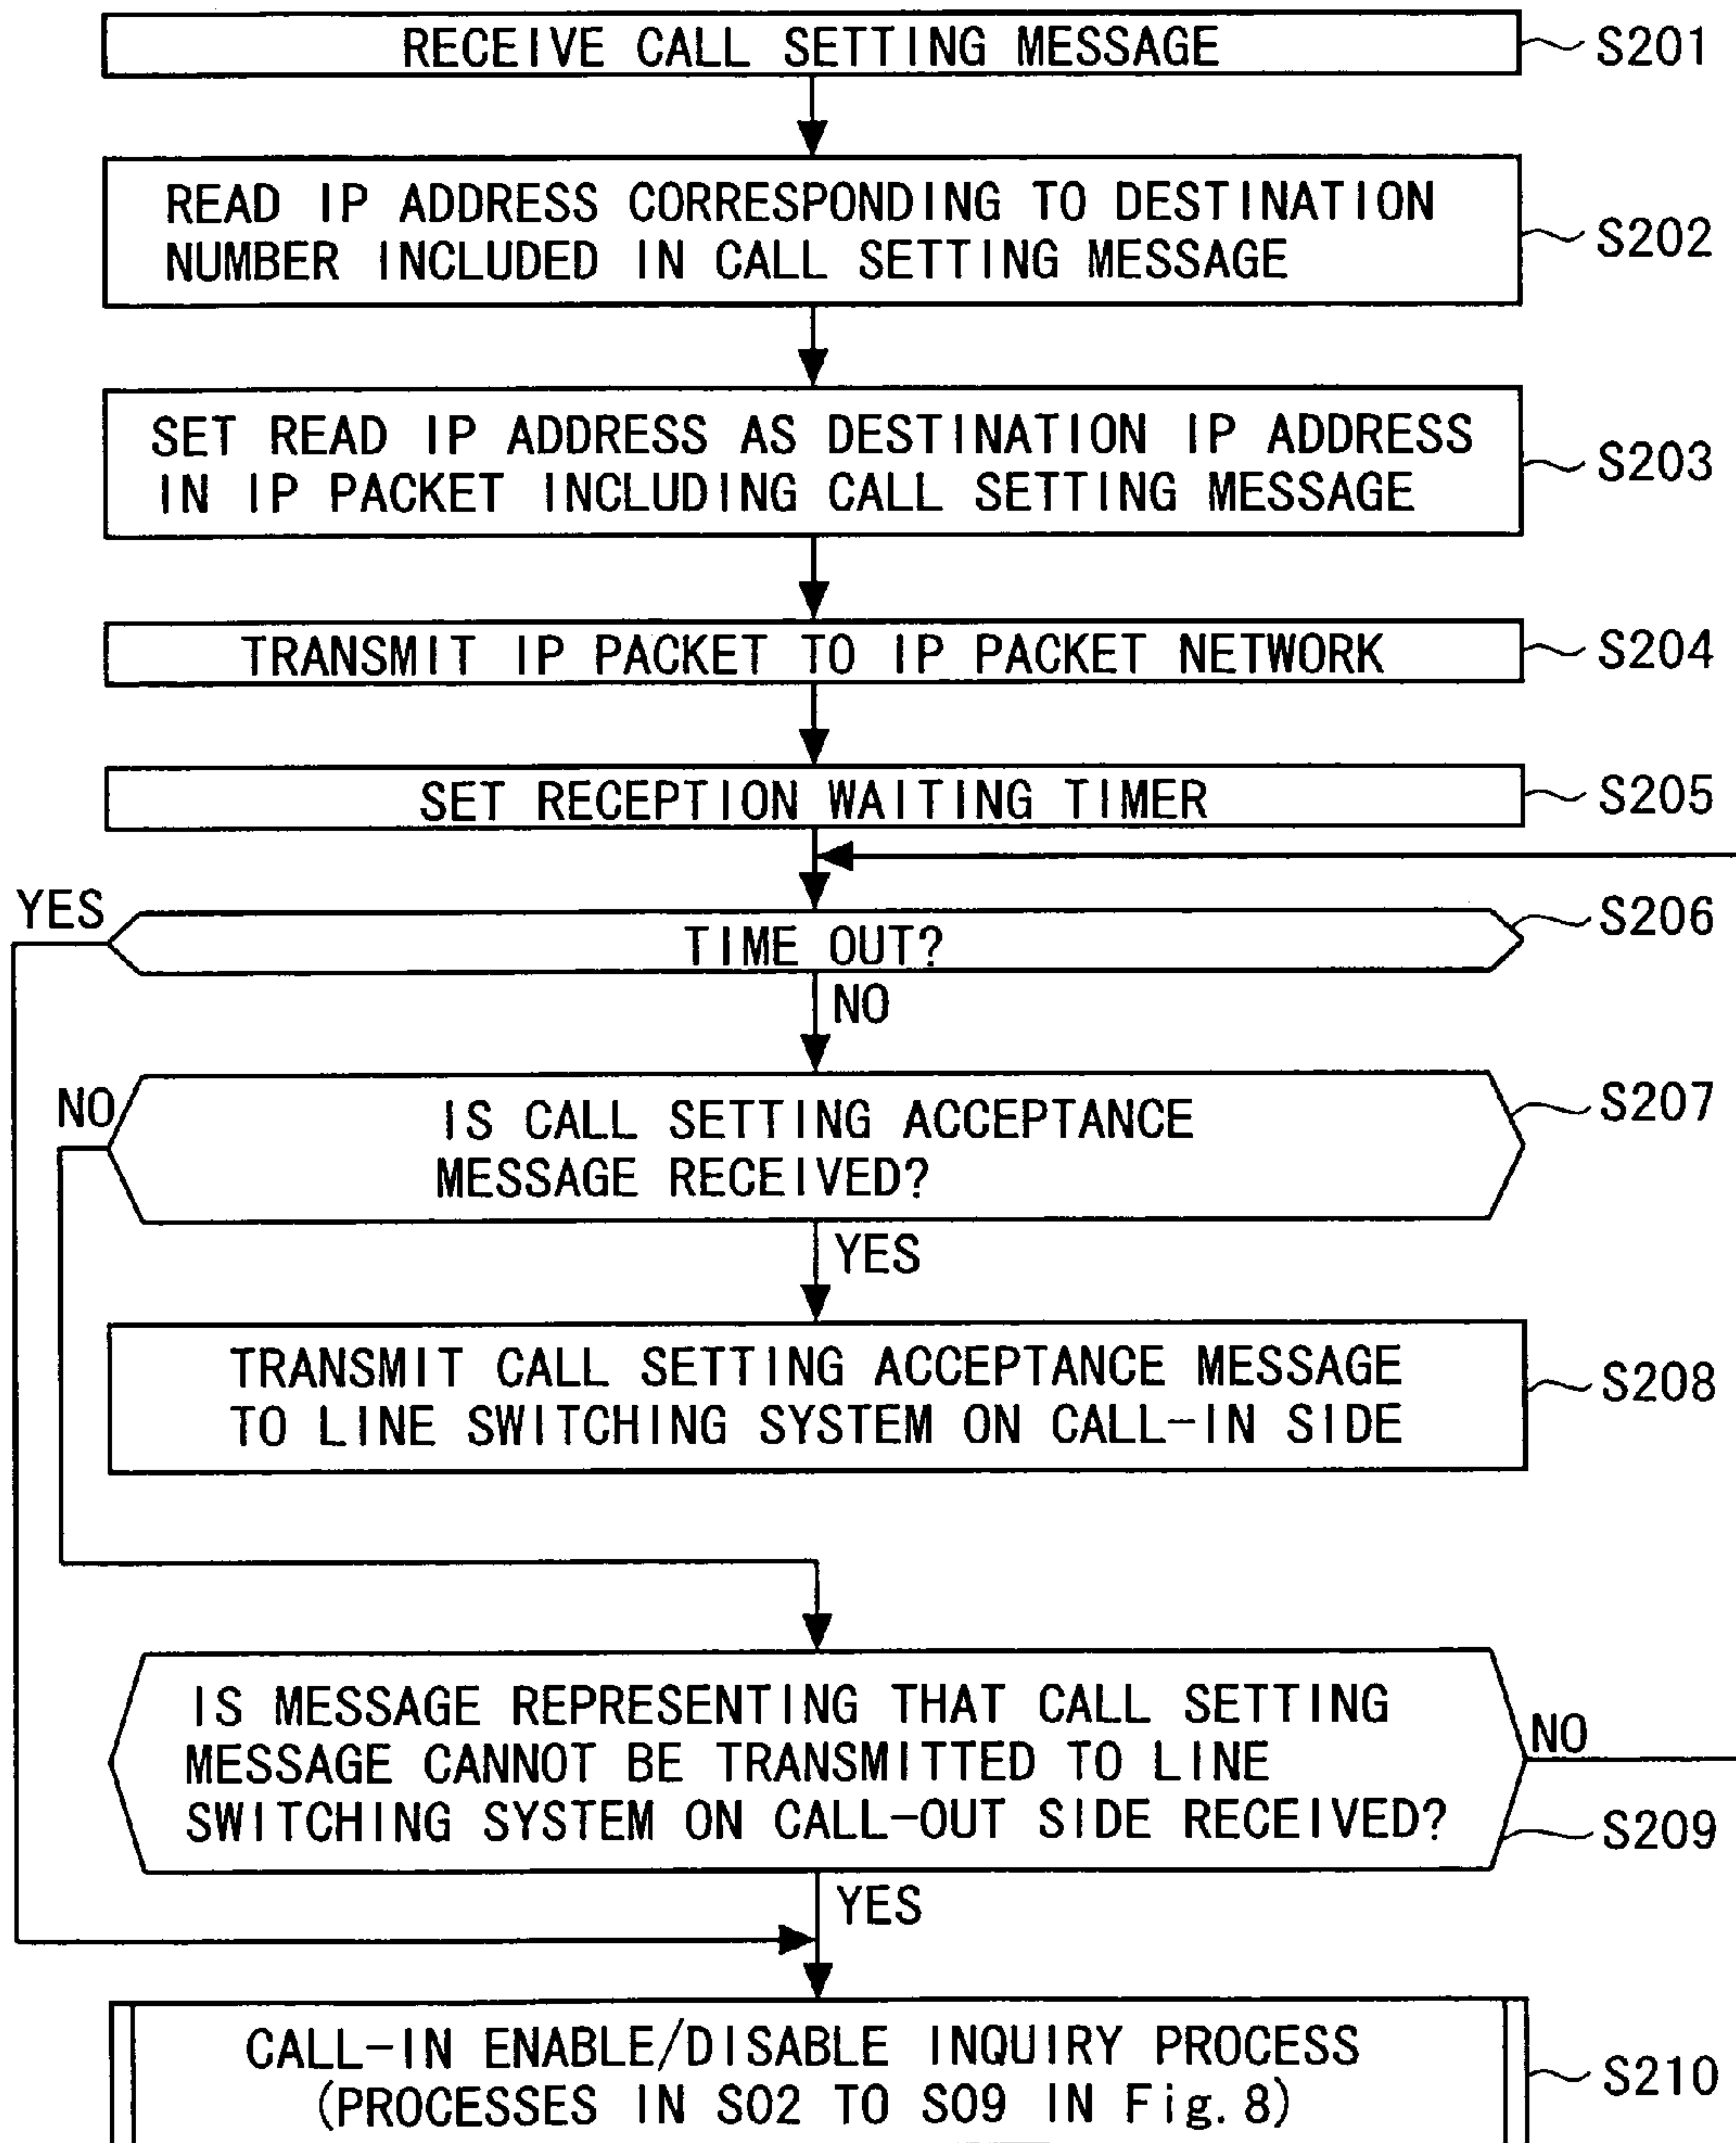 RECEIVE CALL SETTING MESSAGE
S201
READ IP ADDRESS CORRESPONDING TO DESTINATION
NUMBER INCLUDED IN CALL SETTING MESSAGE
S202
SET READ IP ADDRESS AS DESTINATION IP ADDRESS
IN IP PACKET INCLUDING CALL SETTING MESSAGE
S203
TRANSMIT IP PACKET TO IP PACKET NETWORK
S204
SET RECEPTION WAITING TIMER
S205
YES
TIME OUT?
S206
NO
NO
IS CALL SETTING ACCEPTANCE
MESSAGE RECEIVED?
S207
YES
TRANSMIT CALL SETTING ACCEPTANCE MESSAGE
TO LINE SWITCHING SYSTEM ON CALL-IN SIDE
S208
IS MESSAGE REPRESENTING THAT CALL SETTING
MESSAGE CANNOT BE TRANSMITTED TO LINE
SWITCHING SYSTEM ON CALL-OUT SIDE RECEIVED?
NO
S209
YES
CALL-IN ENABLE/DISABLE INQUIRY PROCESS
(PROCESSES IN S02 TO S09 IN Fig. 8)
S210